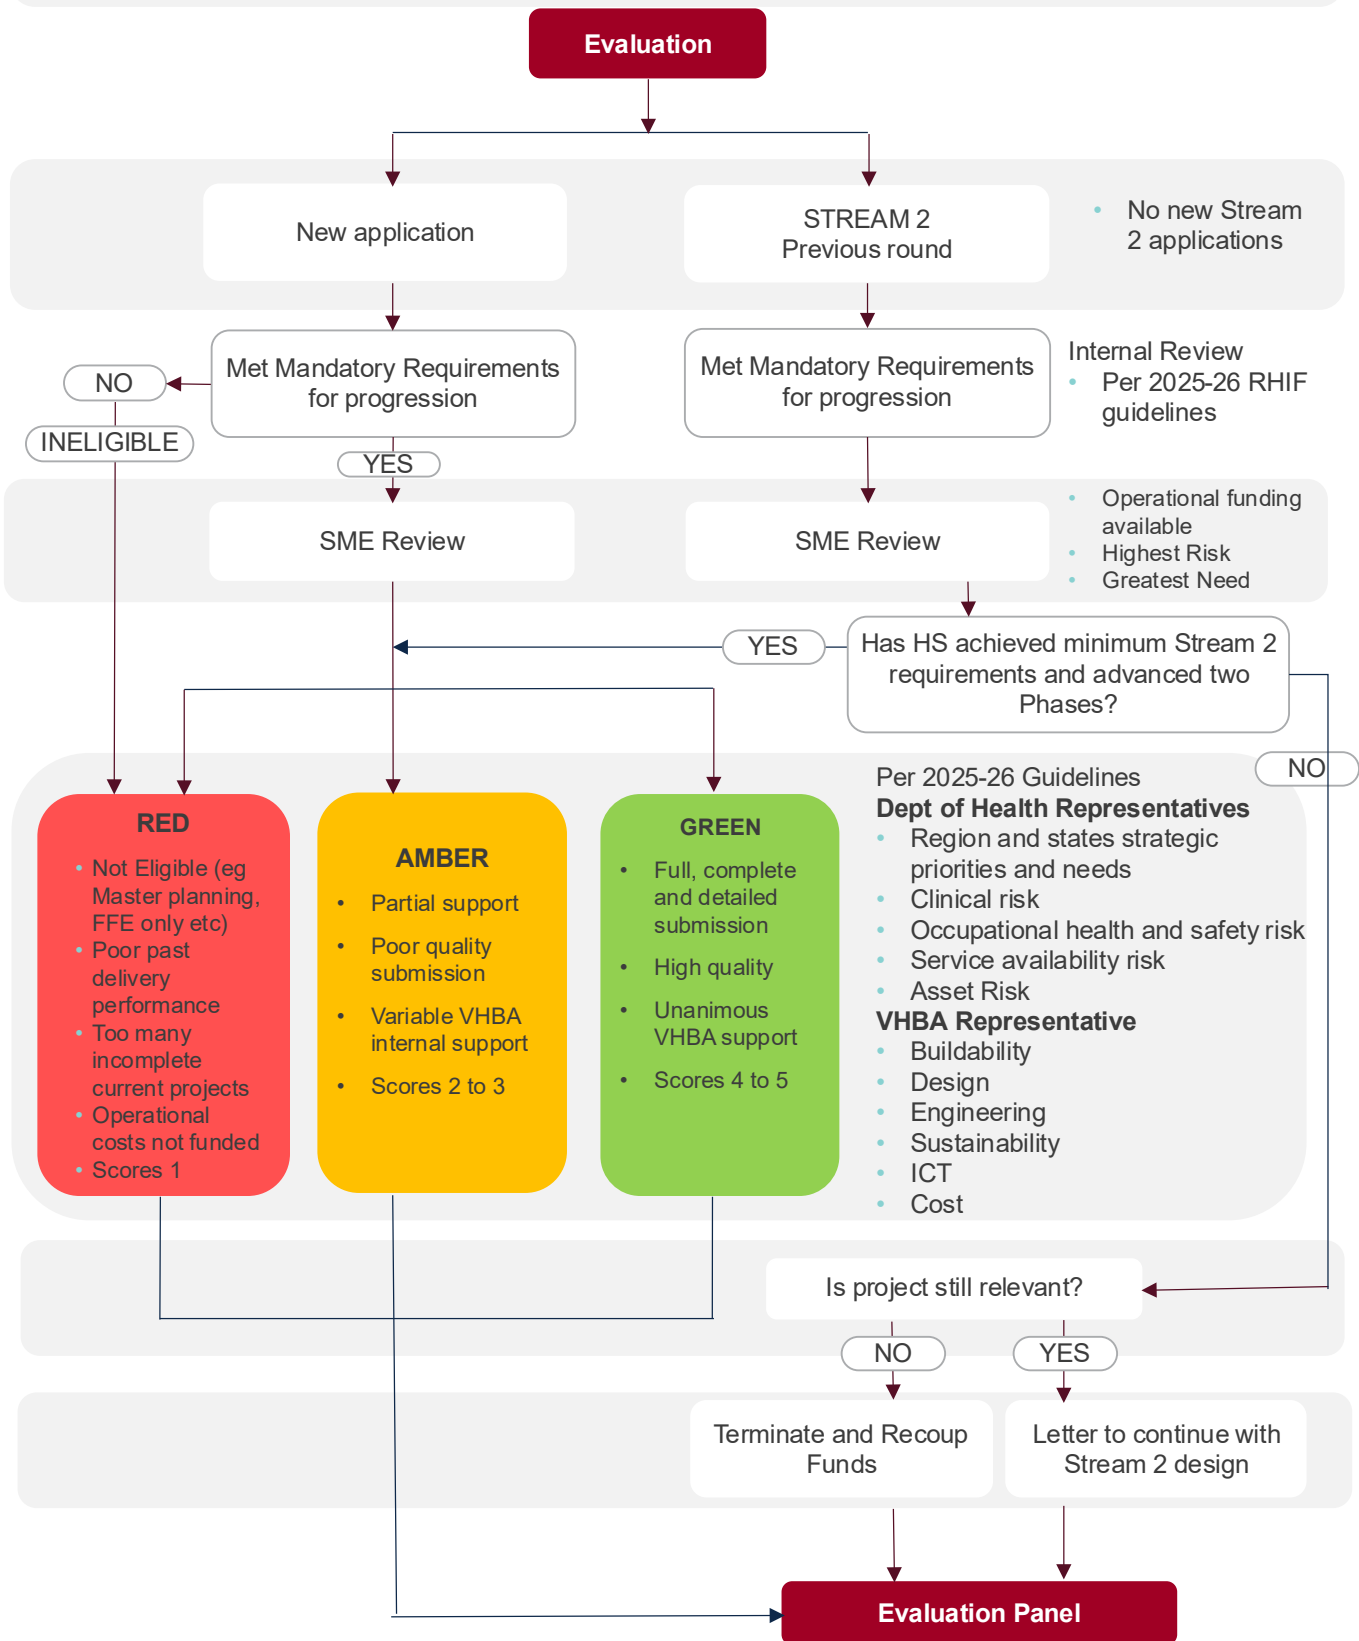 Evaluation
New application
STREAM 2
Previous round
• No new Stream
2 applications
Met Mandatory Requirements
for progression
NO
INELIGIBLE
YES
Met Mandatory Requirements
for progression
Internal Review
• Per 2025-26 RHIF
guidelines
SME Review
SME Review
• Operational funding
available
• Highest Risk
• Greatest Need
YES
Has HS achieved minimum Stream 2
requirements and advanced two
Phases?
NO
RED
• Not Eligible (eg
Master planning,
FFE only etc)
• Poor past
delivery
performance
• Too many
incomplete
current projects
• Operational
costs not funded
• Scores 1
AMBER
• Partial support
• Poor quality
submission
• Variable VHBA
internal support
• Scores 2 to 3
GREEN
• Full, complete
and detailed
submission
• High quality
• Unanimous
VHBA support
• Scores 4 to 5
Per 2025-26 Guidelines
Dept of Health Representatives
• Region and states strategic
priorities and needs
• Clinical risk
• Occupational health and safety risk
• Service availability risk
• Asset Risk
VHBA Representative
• Buildability
• Design
• Engineering
• Sustainability
• ICT
• Cost
Is project still relevant?
NO
YES
Terminate and Recoup
Funds
Letter to continue with
Stream 2 design
Evaluation Panel